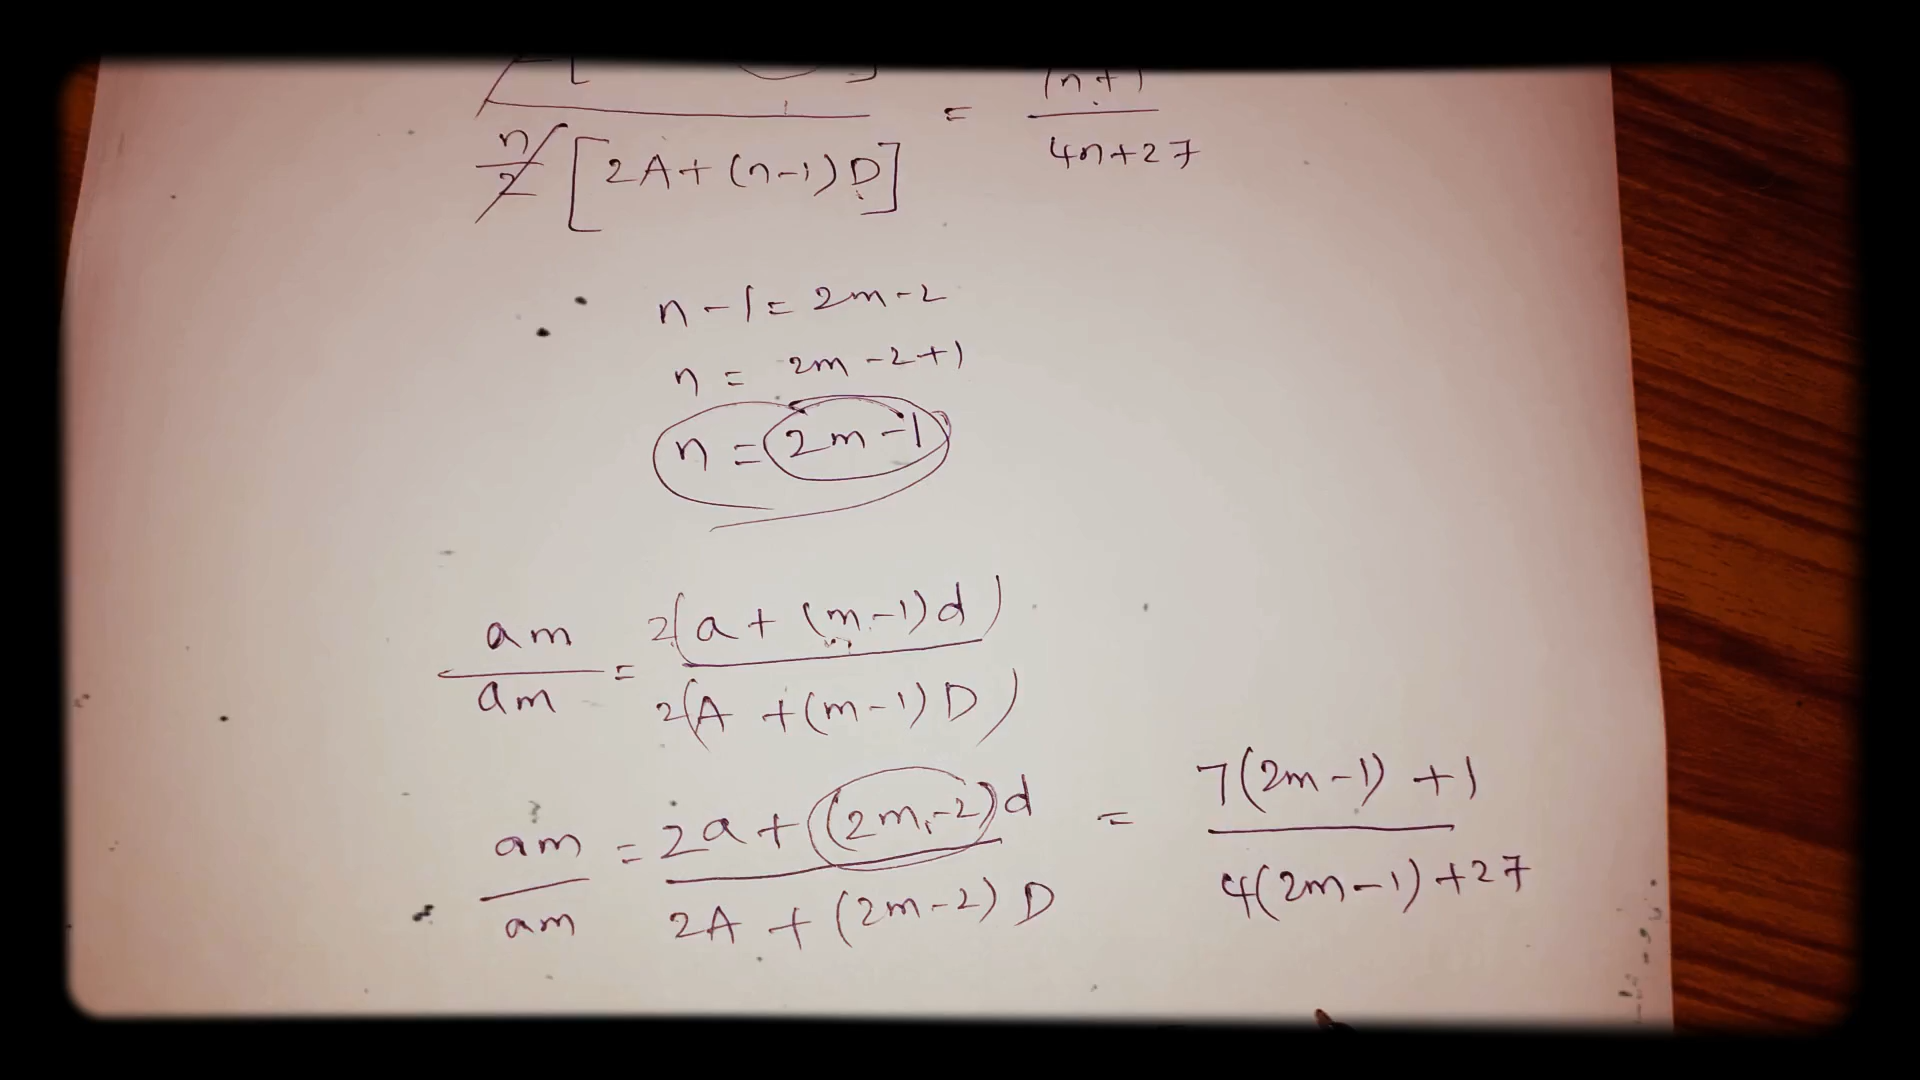 (n+1
= 
n/2 [2A+(n-1)D] 4n+27
n-1= 2m-2
n = 2m-2+1
n = 2m-1
am/am = 2(a+(m-1)d)/2(A+(m-1)D)
am/am = 2a+(2m-2)d/2A+(2m-2)D = 7(2m-1)+1/4(2m-1)+27